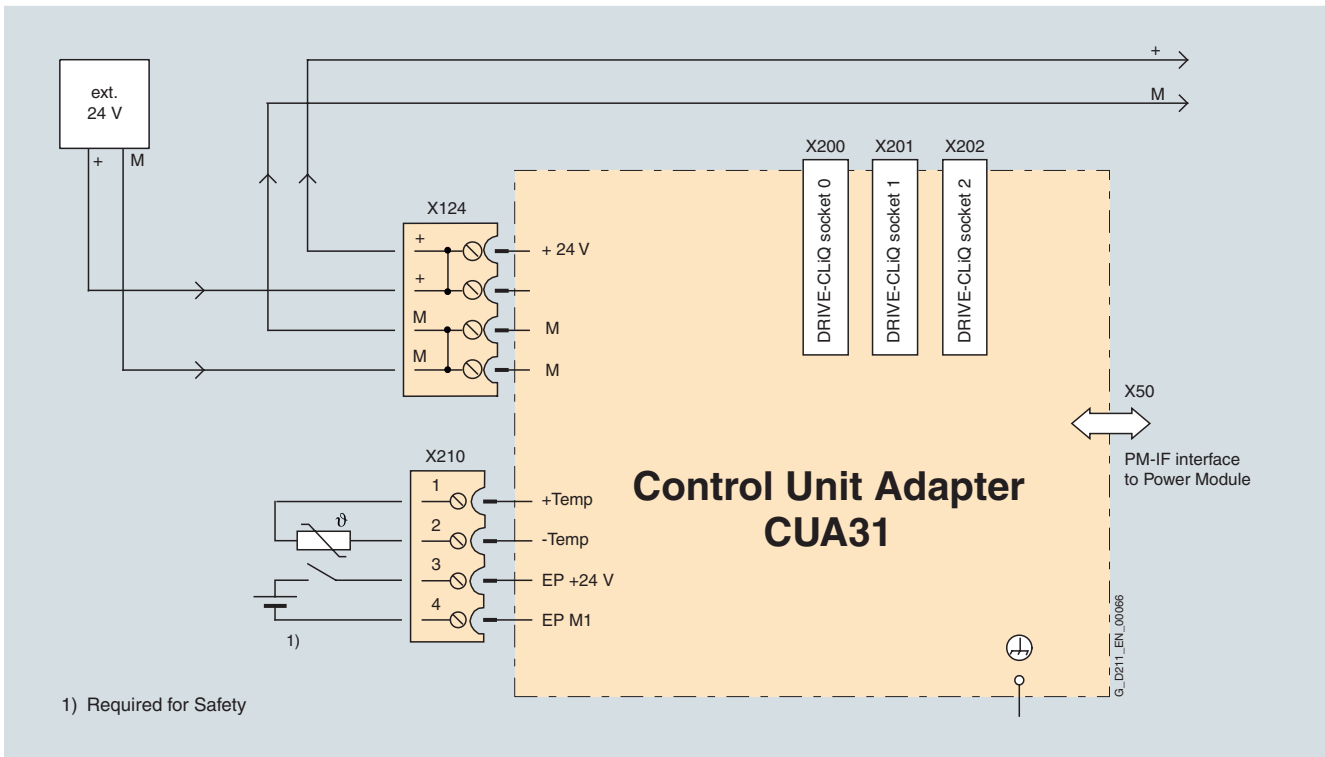 ext.
24 V
+ M
+
M
X124
+
+
M
M
+ 24 V
M
M
X200 X201 X202
DRIVE-CLiQ socket 0
DRIVE-CLiQ socket 1
DRIVE-CLiQ socket 2
X50
PM-IF interface
to Power Module
Control Unit Adapter
CUA31
X210
1
2
3
4
ϑ
+Temp
-Temp
EP +24 V
EP M1
1)
1) Required for Safety
G_D211_EN_00066